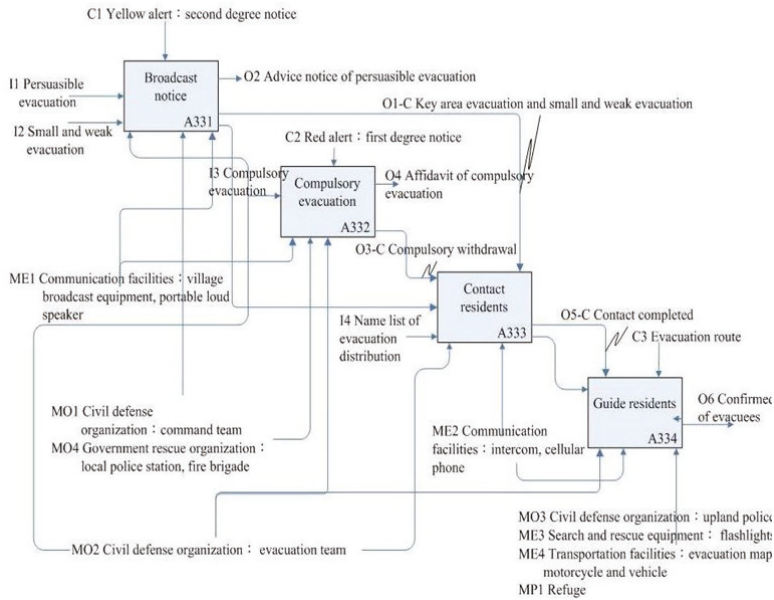 C1 Yellow alert：second degree notice
Broadcast
notice
A331
I1 Persuasible
evacuation
I2 Small and weak
evacuation
O2 Advice notice of persuasible evacuation
O1-C Key area evacuation and small and weak evacuation
C2 Red alert：first degree notice
I3 Compulsory
evacuation
Compulsory
evacuation
A332
O4 Affidavit of compulsory
evacuation
O3-C Compulsory withdrawal
ME1 Communication facilities：village
broadcast equipment, portable loud
speaker
Contact
residents
A333
I4 Name list of
evacuation
distribution
O5-C Contact completed
C3 Evacuation route
Guide residents
A334
O6 Confirmed
of evacuees
MO1 Civil defense
organization：command team
MO4 Government rescue organization：
local police station, fire brigade
ME2 Communication
facilities：intercom, cellular
phone
MO2 Civil defense organization：evacuation team
MO3 Civil defense organization：upland police
ME3 Search and rescue equipment： flashlights
ME4 Transportation facilities：evacuation map
motorcycle and vehicle
MP1 Refuge